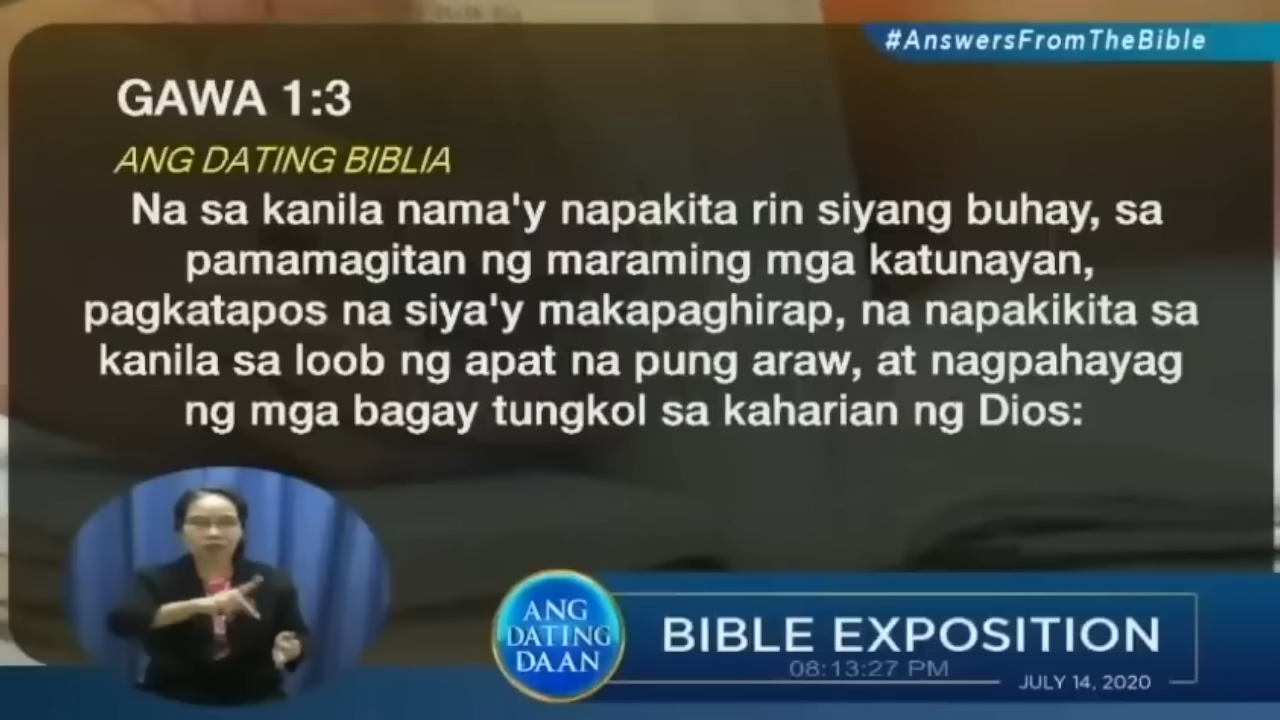 #AnswersFromTheBible
GAWA 1:3
ANG DATING BIBLIA
Na sa kanila nama'y napakita rin siyang buhay, sa
pamamagitan ng maraming mga katunayan,
pagkatapos na siya'y makapaghirap, na napakikita sa
kanila sa loob ng apat na pung araw, at nagpahayag
ng mga bagay tungkol sa kaharian ng Dios:
ANG
DATING
DAAN
BIBLE EXPOSITION
08:13:27 PM
JULY 14, 2020